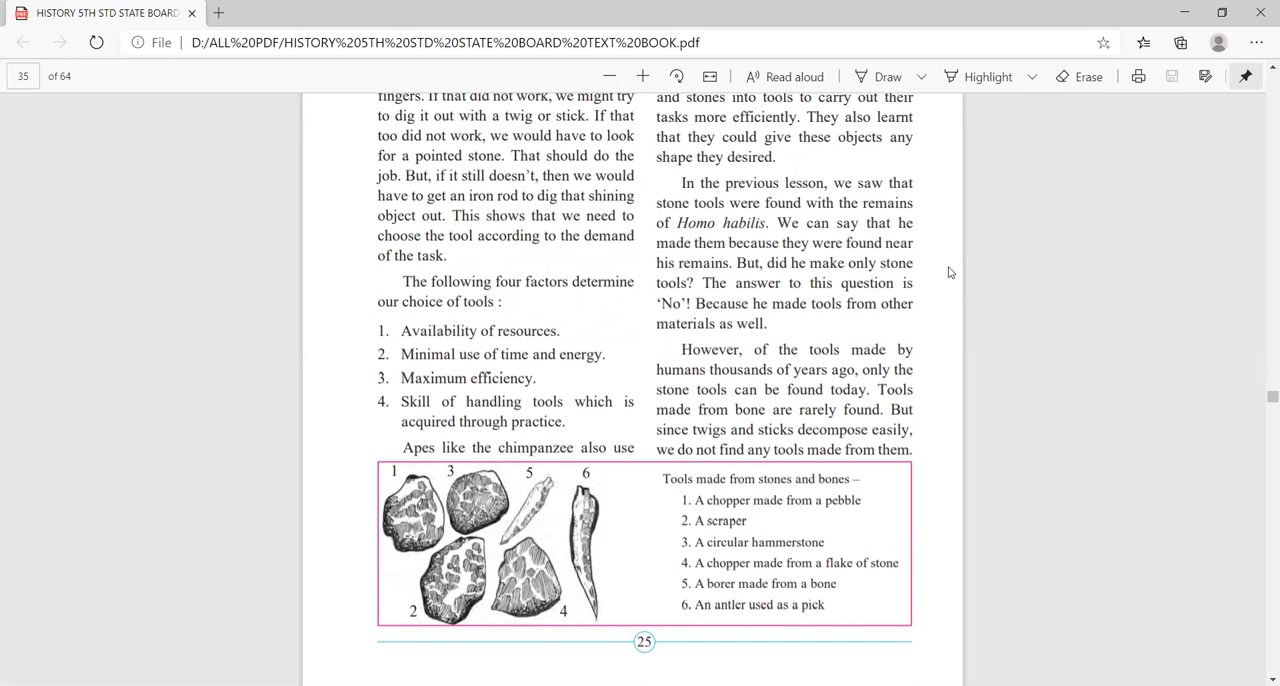 HISTORY 5TH STD STATE BOARD
File
D:/ALL%20PDF/HISTORY%205TH%20STD%20STATE%20BOARD%20TEXT%20BOOK.pdf
35
of 64
Read aloud
Draw
Highlight
Erase
fingers. If that did not work, we might try
to dig it out with a twig or stick. If that
too did not work, we would have to look
for a pointed stone. That should do the
job. But, if it still doesn't, then we would
have to get an iron rod to dig that shining
object out. This shows that we need to
choose the tool according to the demand
of the task.
The following four factors determine
our choice of tools :
1. Availability of resources.
2. Minimal use of time and energy.
3. Maximum efficiency.
4. Skill of handling tools which is
acquired through practice.
Apes like the chimpanzee also use
and stones into tools to carry out their
tasks more efficiently. They also learnt
that they could give these objects any
shape they desired.
In the previous lesson, we saw that
stone tools were found with the remains
of Homo habilis. We can say that he
made them because they were found near
his remains. But, did he make only stone
tools? The answer to this question is
'No'! Because he made tools from other
materials as well.
However, of the tools made by
humans thousands of years ago, only the
stone tools can be found today. Tools
made from bone are rarely found. But
since twigs and sticks decompose easily,
we do not find any tools made from them.
1
3
5
6
2
4
Tools made from stones and bones –
1. A chopper made from a pebble
2. A scraper
3. A circular hammerstone
4. A chopper made from a flake of stone
5. A borer made from a bone
6. An antler used as a pick
25